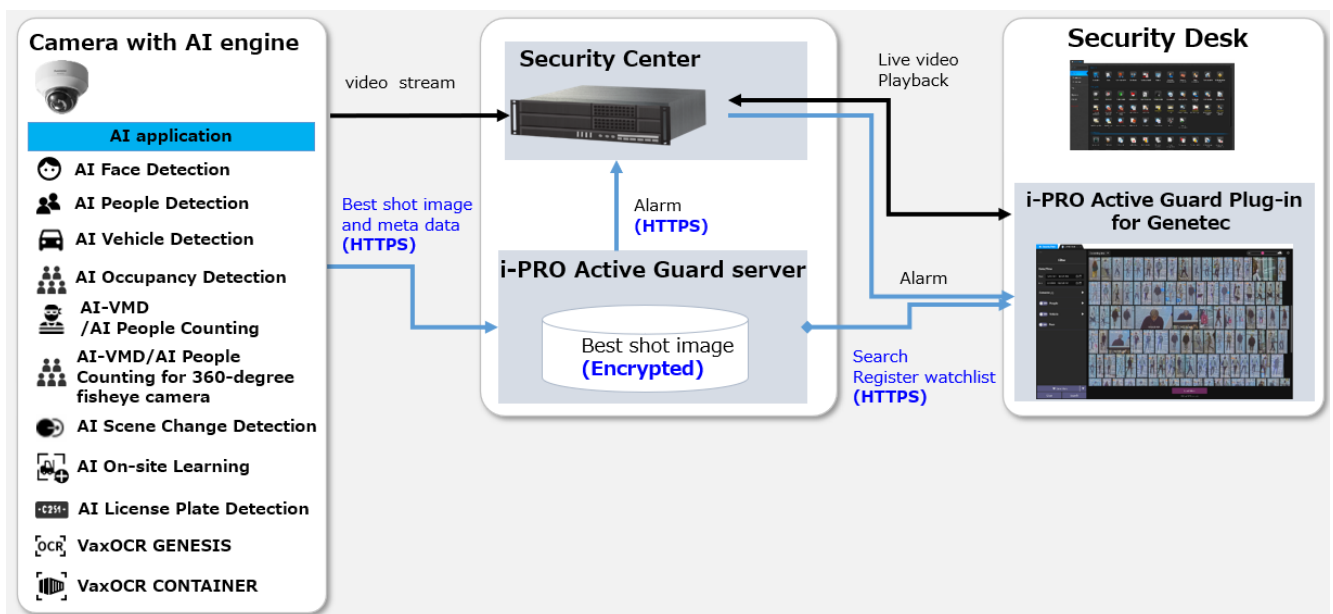 Camera with AI engine
AI application
AI Face Detection
AI People Detection
AI Vehicle Detection
AI Occupancy Detection
AI-VMD
/AI People Counting
AI-VMD/AI People
Counting for 360-degree
fisheye camera
AI Scene Change Detection
AI On-site Learning
·C251·
AI License Plate Detection
OCR
VaxOCR GENESIS
VaxOCR CONTAINER
video stream
Best shot image
and meta data
(HTTPS)
Security Center
Alarm
(HTTPS)
i-PRO Active Guard server
Best shot image
(Encrypted)
Live video
Playback
Alarm
Search
Register watchlist
(HTTPS)
Security Desk
i-PRO Active Guard Plug-in
for Genetec